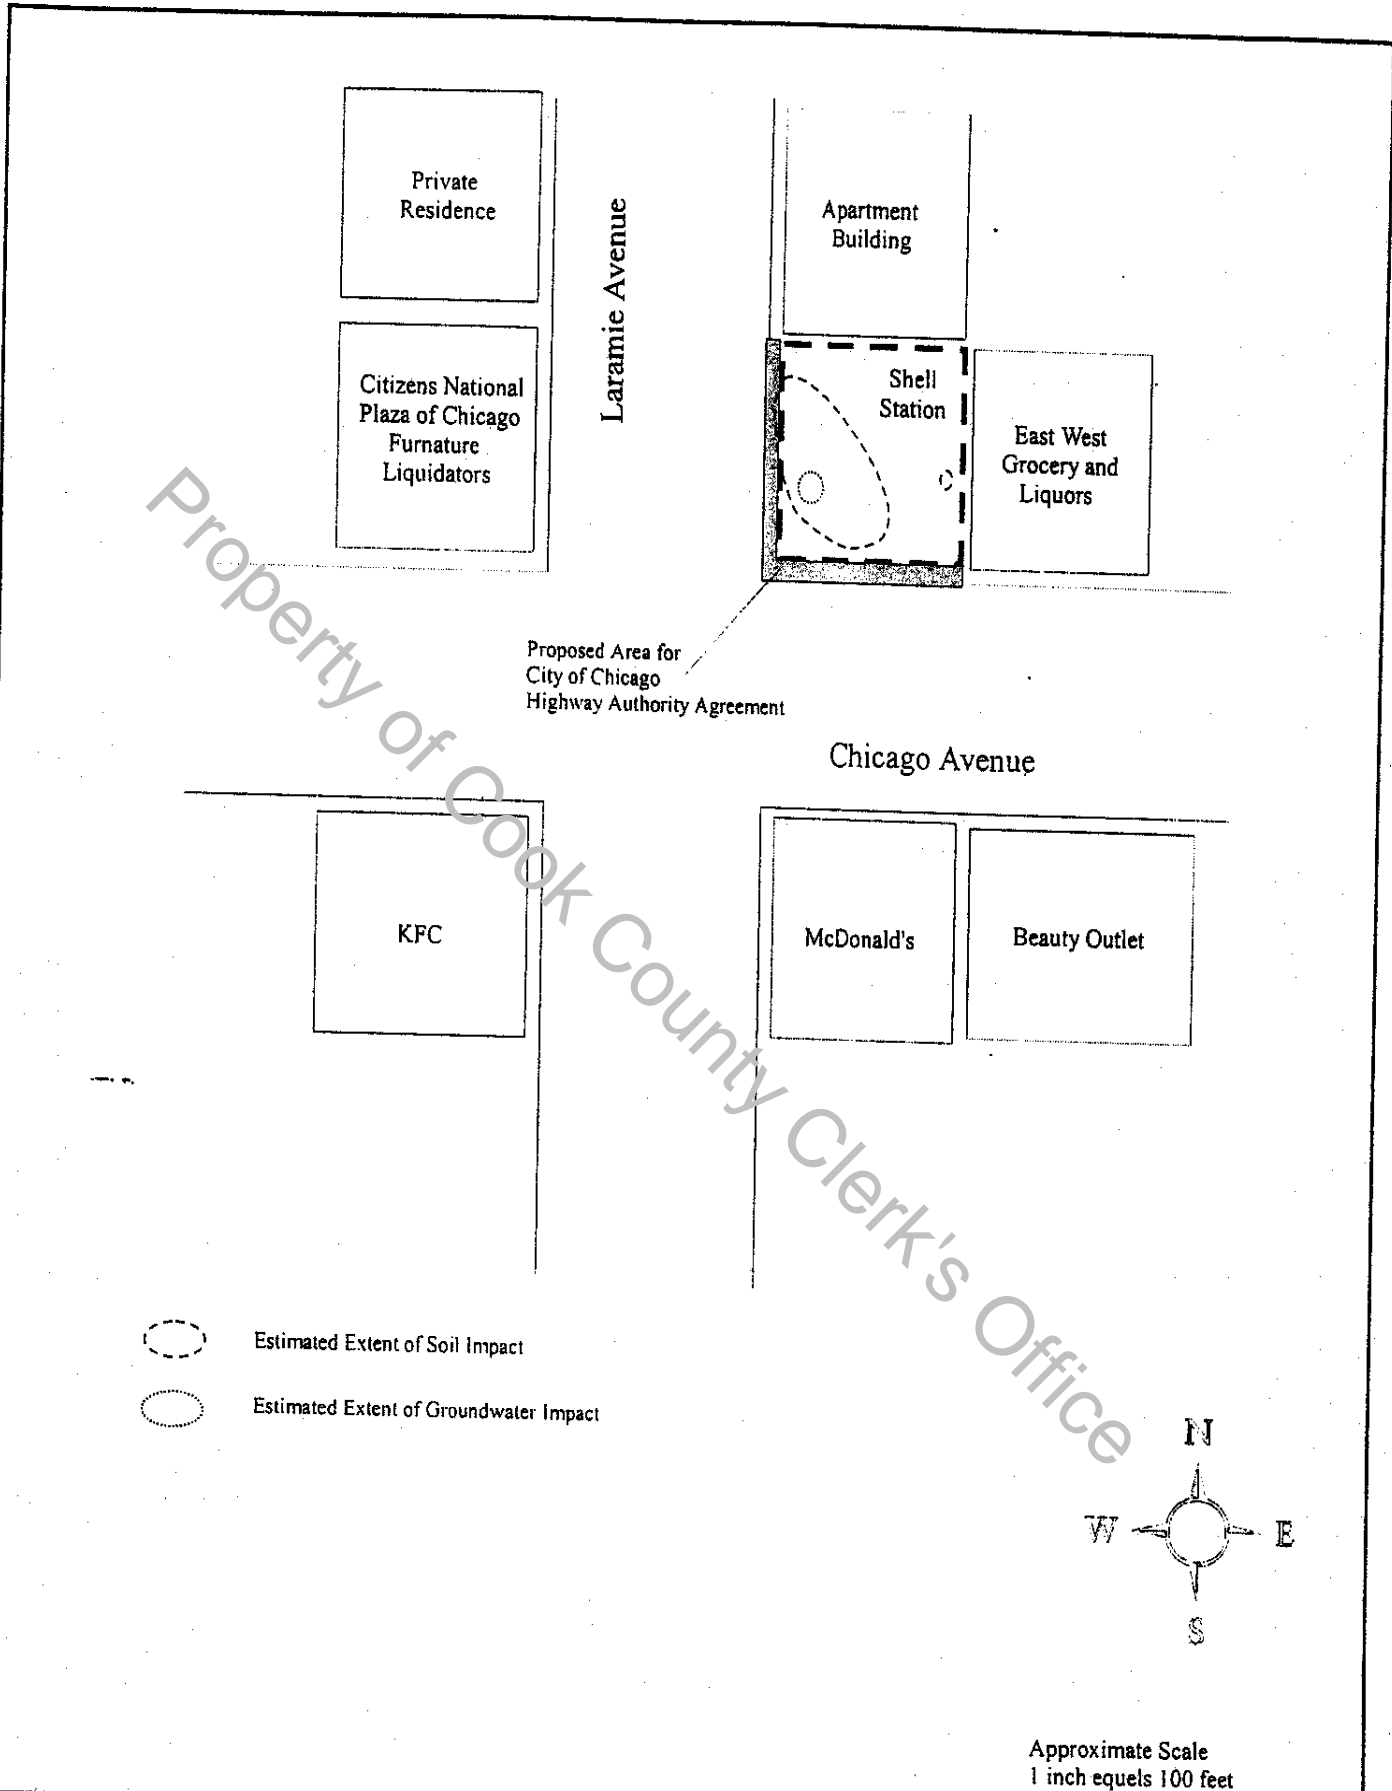 Private
Residence
Laramie Avenue
Apartment
Building
Citizens National
Plaza of Chicago
Furnature
Liquidators
Shell
Station
East West
Grocery and
Liquors
Proposed Area for
City of Chicago
Highway Authority Agreement
Chicago Avenue
KFC
McDonald's
Beauty Outlet
Property of Cook County Clerk's Office
Estimated Extent of Soil Impact
Estimated Extent of Groundwater Impact
N
W
E
S
Approximate Scale
1 inch equels 100 feet